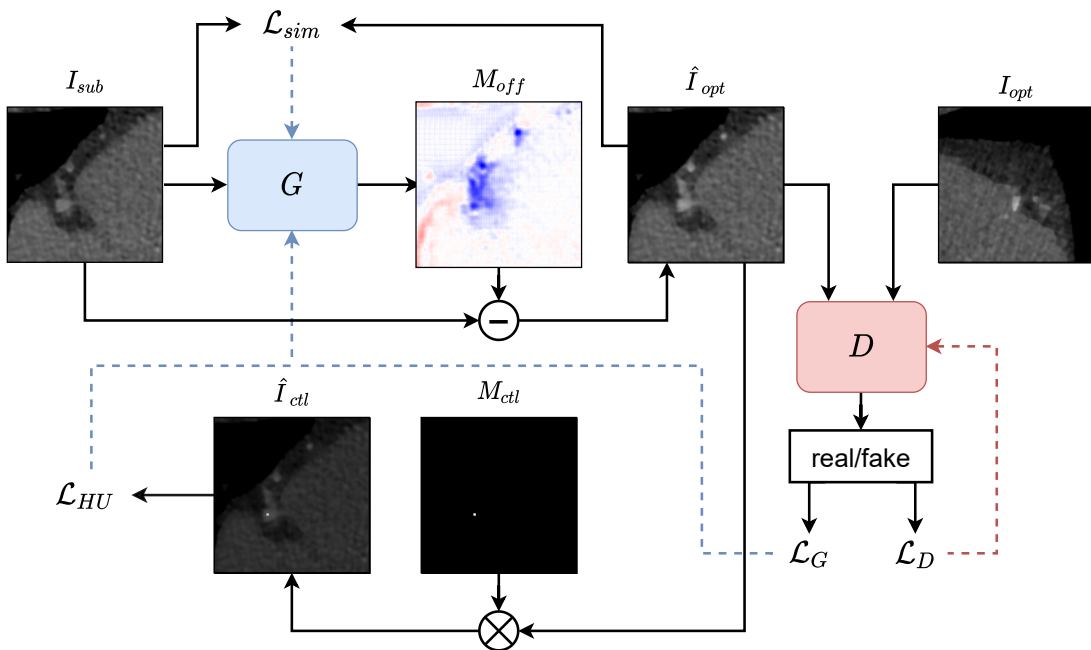 ℒ_sim
I_sub
M_off
Î_opt
I_opt
G
−
D
Î_ctl
M_ctl
real/fake
ℒ_HU
ℒ_G
ℒ_D